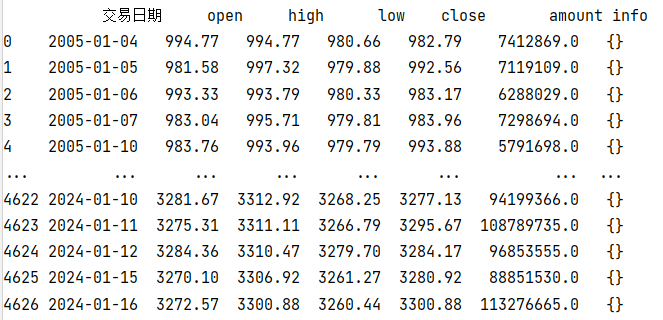 交易日期 open high low close amount info
0 2005-01-04 994.77 994.77 980.66 982.79 7412869.0 {}
1 2005-01-05 981.58 997.32 979.88 992.56 7119109.0 {}
2 2005-01-06 993.33 993.79 980.33 983.17 6288029.0 {}
3 2005-01-07 983.04 995.71 979.81 983.96 7298694.0 {}
4 2005-01-10 983.76 993.96 979.79 993.88 5791698.0 {}
... ... ... ... ... ... ... ...
4622 2024-01-10 3281.67 3312.92 3268.25 3277.13 94199366.0 {}
4623 2024-01-11 3275.31 3311.11 3266.79 3295.67 108789735.0 {}
4624 2024-01-12 3284.36 3310.47 3279.70 3284.17 96853555.0 {}
4625 2024-01-15 3270.10 3306.92 3261.27 3280.92 88851530.0 {}
4626 2024-01-16 3272.57 3300.88 3260.44 3300.88 113276665.0 {}